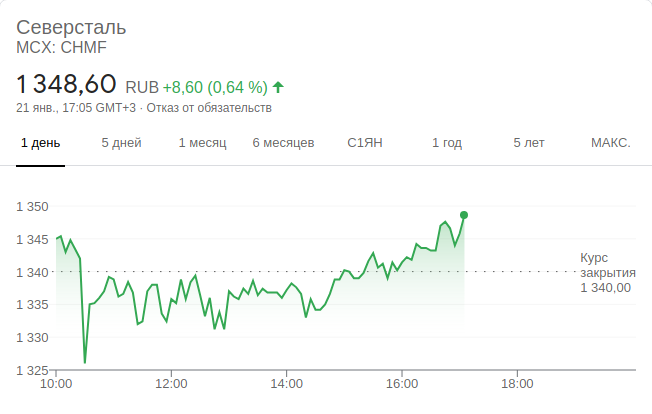 Северсталь
MCX: CHMF
1 348,60 RUB +8,60 (0,64 %)
21 янв., 17:05 GMT+3 · Отказ от обязательств
1 день 5 дней 1 месяц 6 месяцев С1ЯН 1 год 5 лет МАКС.
1 350
1 345
1 340
1 335
1 330
1 325
Курс
закрытия
1 340,00
10:00 12:00 14:00 16:00 18:00